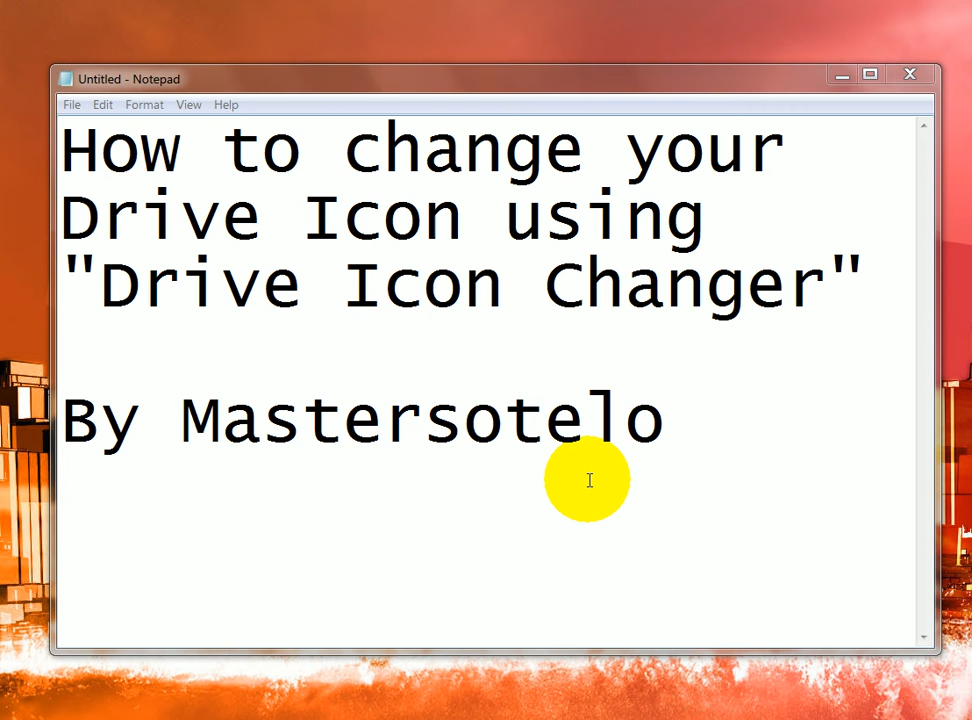 Untitled - Notepad
File Edit Format View Help
How to change your
Drive Icon using
"Drive Icon Changer"
By Mastersotelo